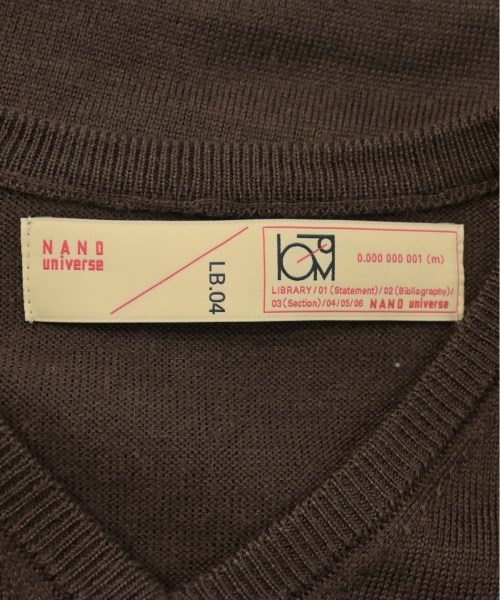 NANO
universe
LB.04
0.000 000 001 (m)
LIBRARY/01(Statement)/02(Bibliography)/
03(Section)/04/05/06 NANO universe